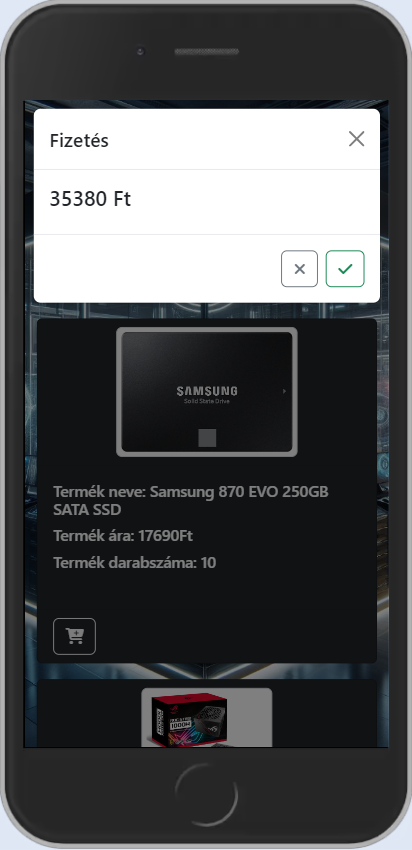 Fizetés
35380 Ft
SAMSUNG
Solid State Drive
Termék neve: Samsung 870 EVO 250GB
SATA SSD
Termék ára: 17690Ft
Termék darabszáma: 10
1000W